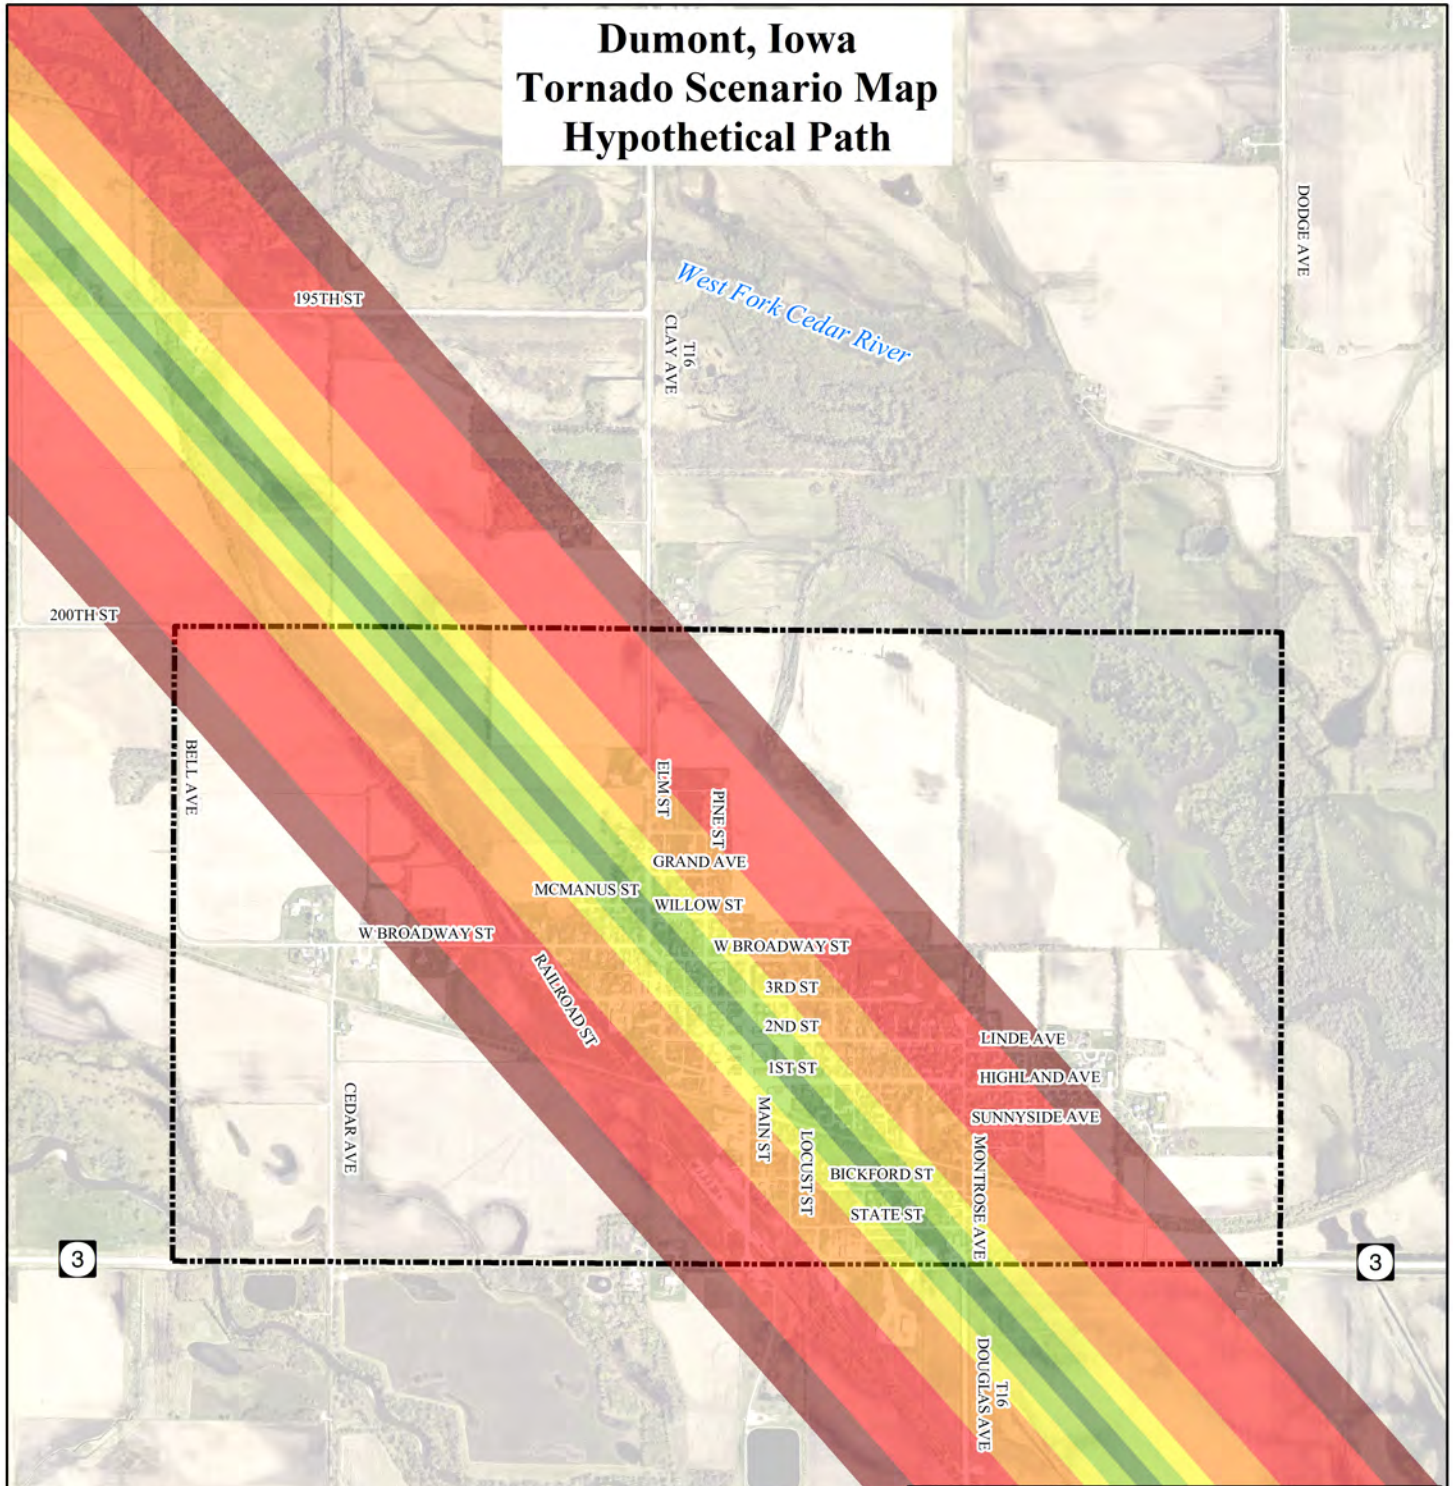 Dumont, Iowa
Tornado Scenario Map
Hypothetical Path
DODGE AVE
West Fork Cedar River
195TH ST
T16
CLAY AVE
200TH ST
BELL AVE
ELM ST
PINE ST
GRAND AVE
MCMANUS ST
WILLOW ST
W BROADWAY ST
W BROADWAY ST
RAILROAD ST
3RD ST
2ND ST
LINDE AVE
1ST ST
HIGHLAND AVE
CEDAR AVE
MAIN ST
SUNNYSIDE AVE
LOCUST ST
MONTROSE AVE
BICKFORD ST
STATE ST
3
3
T16
DOUGLAS AVE